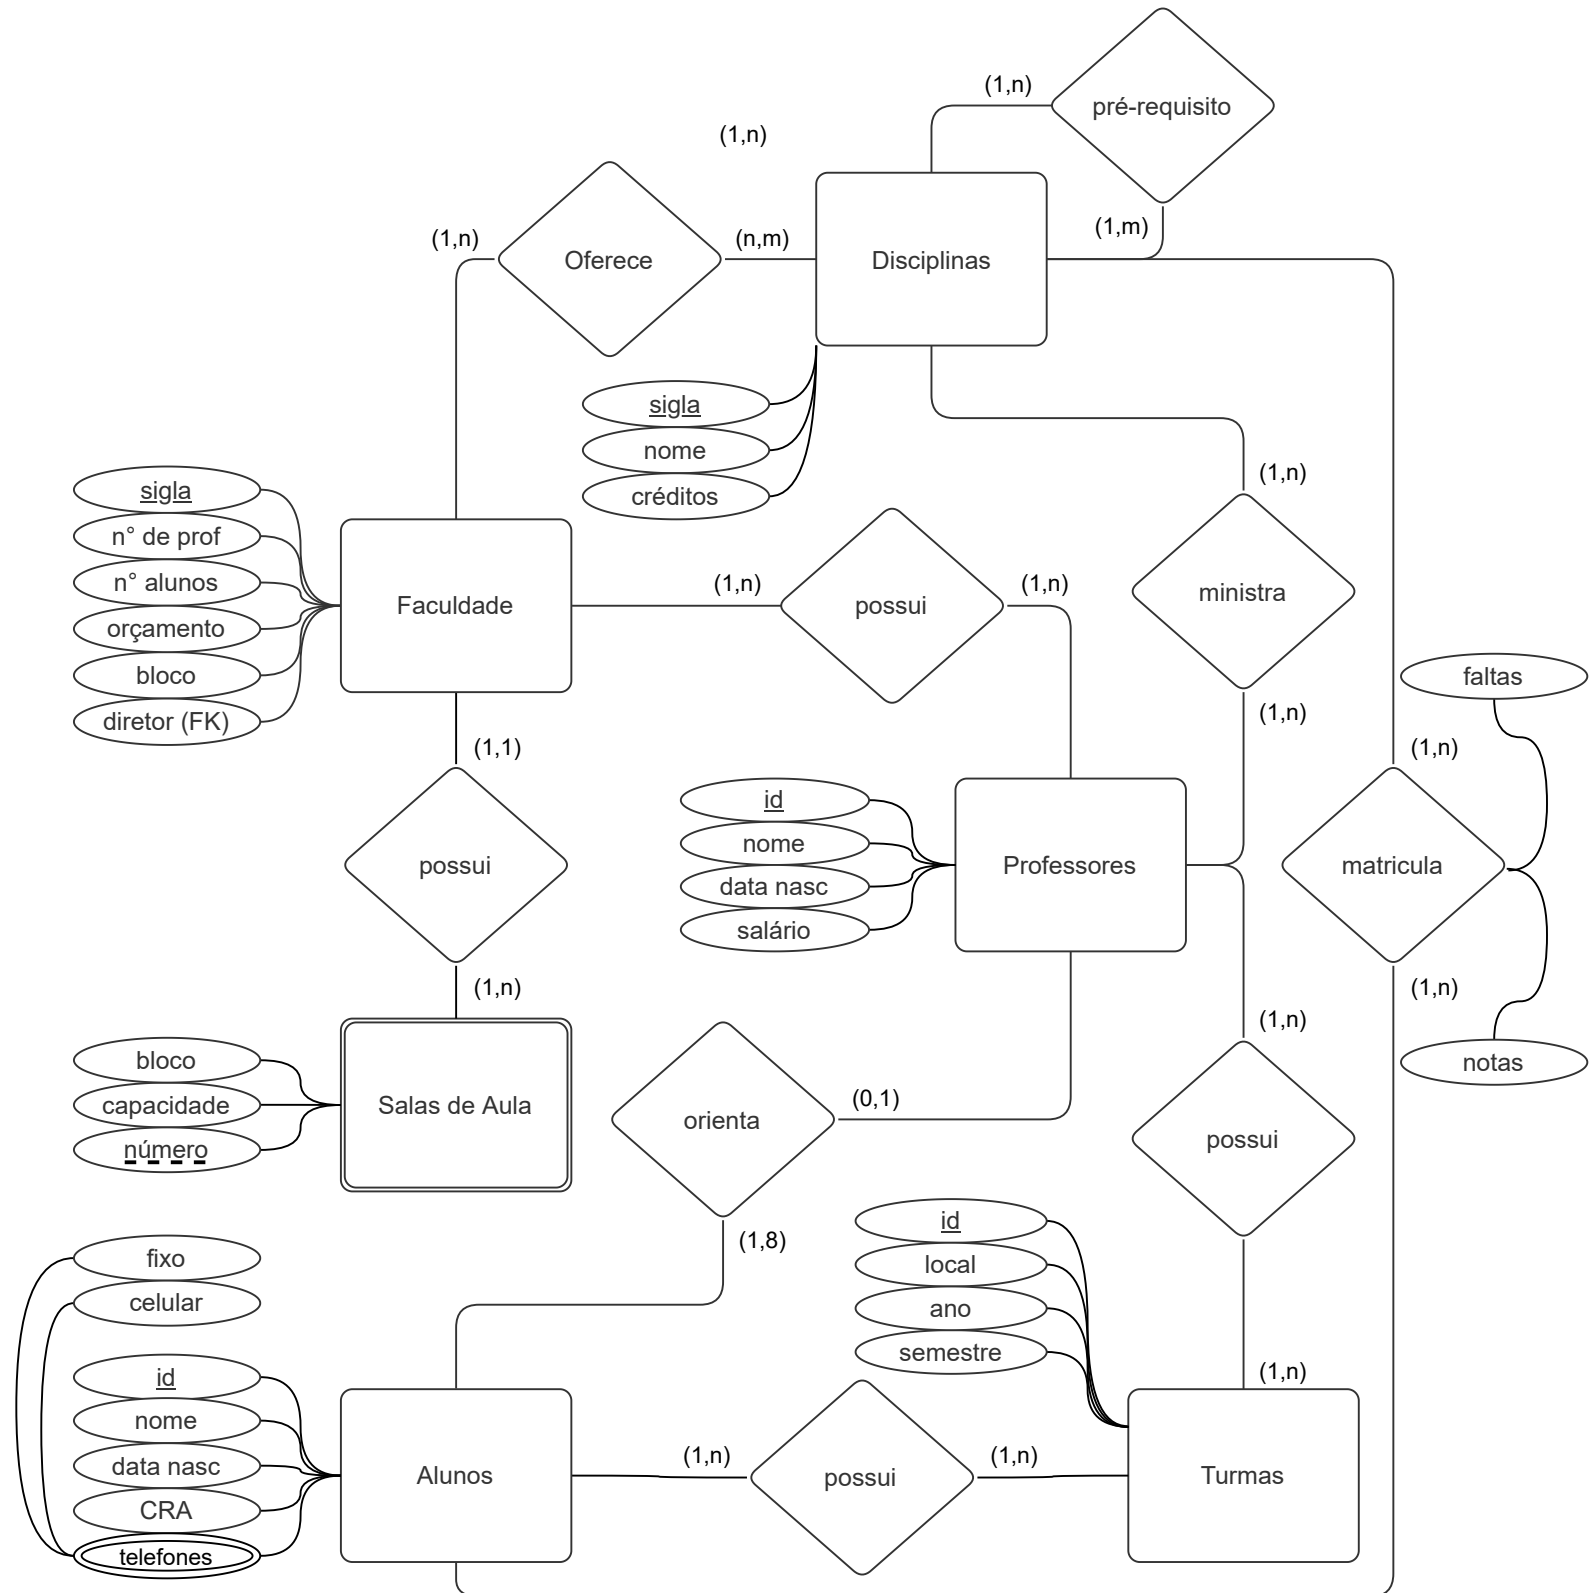 (1,n)
pré-requisito
(1,n)
(1,m)
(1,n)
Oferece
(n,m)
Disciplinas
sigla
nome
créditos
(1,n)
sigla
n° de prof
n° alunos
orçamento
bloco
diretor (FK)
Faculdade
(1,n)
possui
(1,n)
ministra
(1,n)
faltas
(1,1)
(1,n)
id
nome
data nasc
salário
Professores
possui
matricula
(1,n)
(1,n)
(1,n)
bloco
capacidade
número
Salas de Aula
orienta
(0,1)
possui
notas
(1,8)
id
local
ano
semestre
fixo
celular
id
nome
data nasc
CRA
telefones
Alunos
(1,n)
possui
(1,n)
(1,n)
Turmas